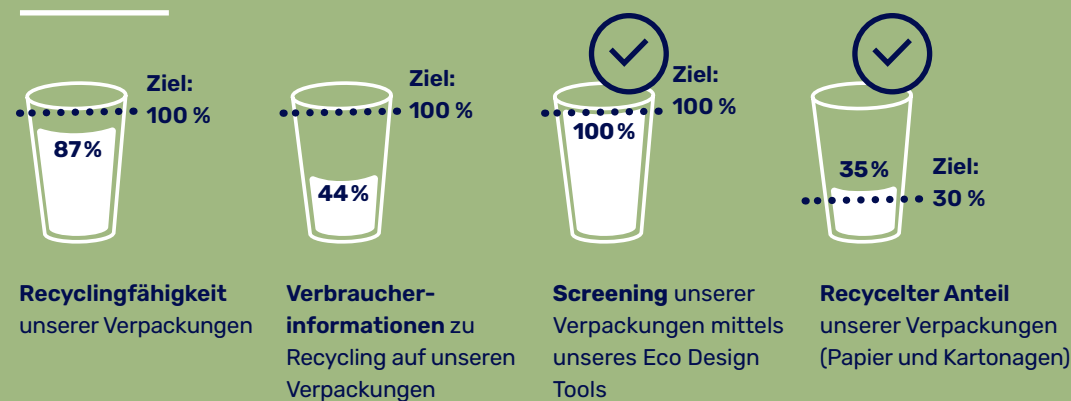 Ziel:
100 %
87 %
Recyclingfähigkeit
unserer Verpackungen
Ziel:
100 %
44 %
Verbraucher-
informationen zu
Recycling auf unseren
Verpackungen
Ziel:
100 %
100 %
Screening unserer
Verpackungen mittels
unseres Eco Design
Tools
35 %
Ziel:
30 %
Recycelter Anteil
unserer Verpackungen
(Papier und Kartonagen)